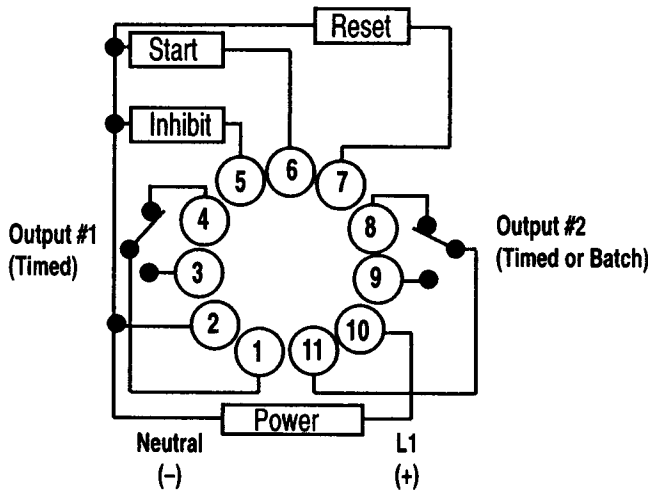 Reset
Start
Inhibit
6
5
7
4
8
Output #1
(Timed)
Output #2
(Timed or Batch)
3
9
2
10
1
11
Power
Neutral
(−)
L1
(+)